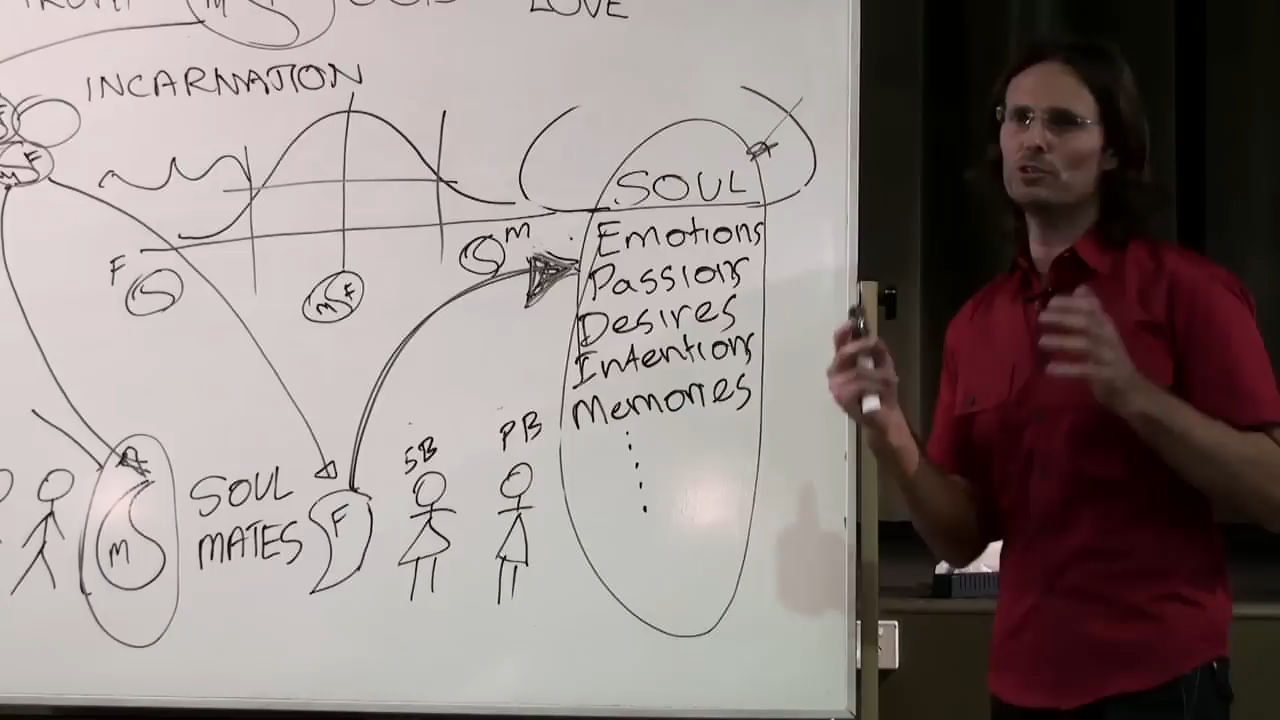 LOVE
INCARNATION
F
M F
F
M F
M
SOUL
Emotions
Passions
Desires
Intentions
Memories
SB
PB
M
SOUL
MATES
F